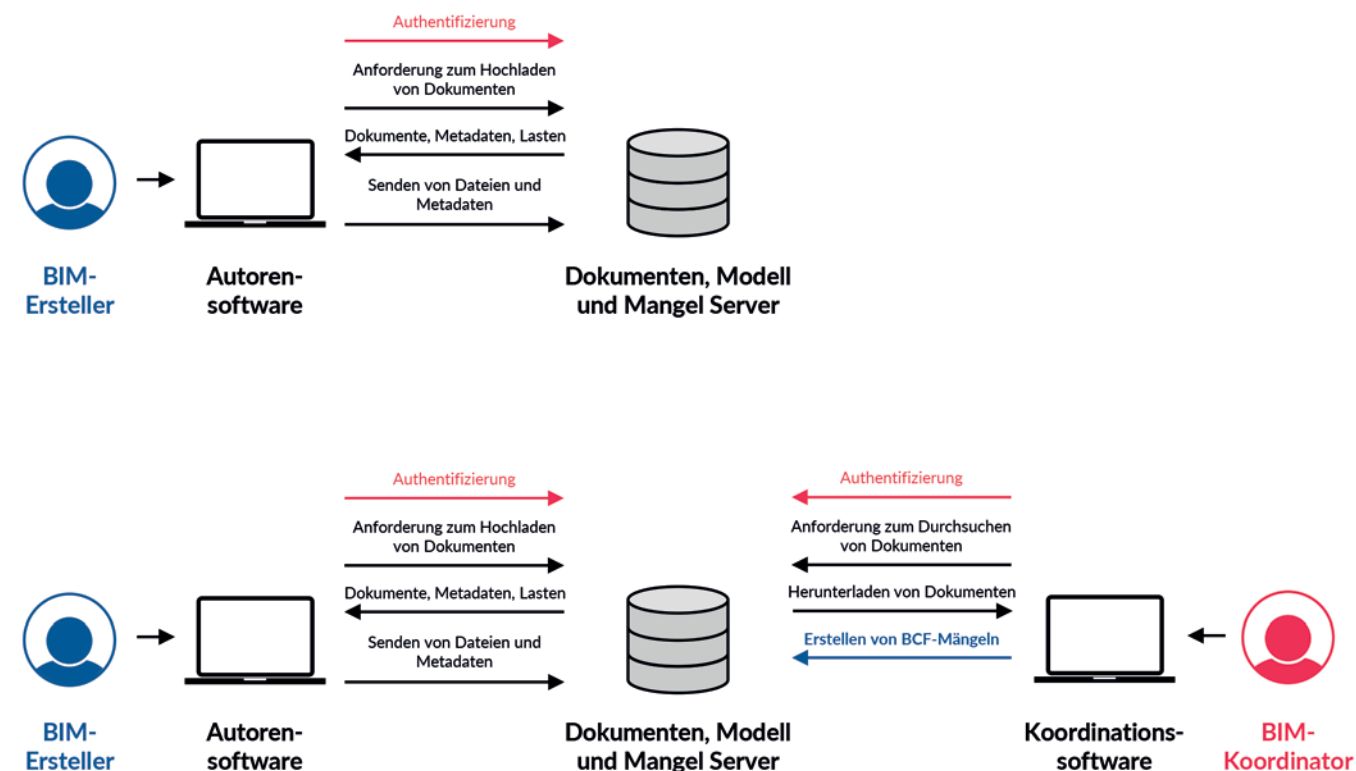 Authentifizierung
Anforderung zum Hochladen
von Dokumenten
Dokumente, Metadaten, Lasten
Senden von Dateien und
Metadaten
BIM-
Ersteller
Autoren-
software
Dokumenten, Modell
und Mangel Server
Authentifizierung
Anforderung zum Hochladen
von Dokumenten
Dokumente, Metadaten, Lasten
Senden von Dateien und
Metadaten
Authentifizierung
Anforderung zum Durchsuchen
von Dokumenten
Herunterladen von Dokumenten
Erstellen von BCF-Mängeln
BIM-
Ersteller
Autoren-
software
Dokumenten, Modell
und Mangel Server
Koordinations-
software
BIM-
Koordinator